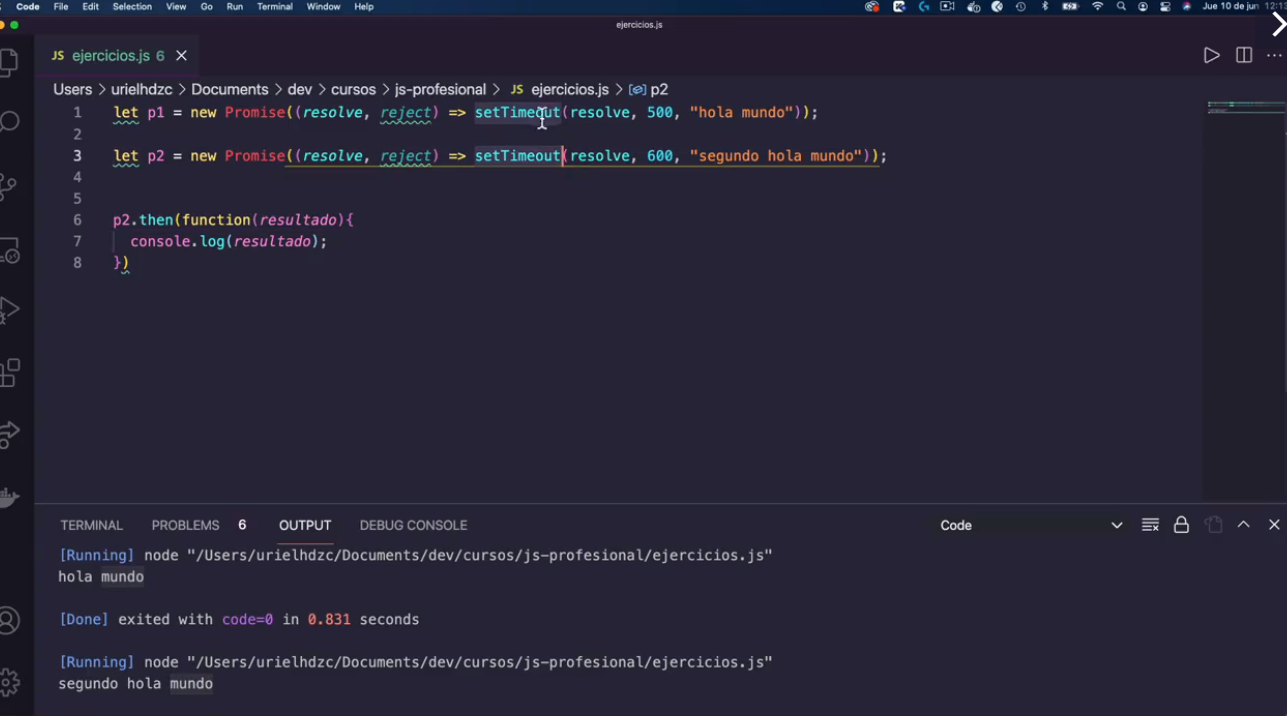 Code File Edit Selection View Go Run Terminal Window Help Jue 10 de jun 12:13
ejercicios.js
JS ejercicios.js 6
Users > urielhdzc > Documents > dev > cursos > js-profesional > JS ejercicios.js > p2
1 let p1 = new Promise((resolve, reject) => setTimeout(resolve, 500, "hola mundo"));
2
3 let p2 = new Promise((resolve, reject) => setTimeout(resolve, 600, "segundo hola mundo"));
4
5
6 p2.then(function(resultado){
7 console.log(resultado);
8 })
TERMINAL PROBLEMS 6 OUTPUT DEBUG CONSOLE Code
[Running] node "/Users/urielhdzc/Documents/dev/cursos/js-profesional/ejercicios.js"
hola mundo
[Done] exited with code=0 in 0.831 seconds
[Running] node "/Users/urielhdzc/Documents/dev/cursos/js-profesional/ejercicios.js"
segundo hola mundo